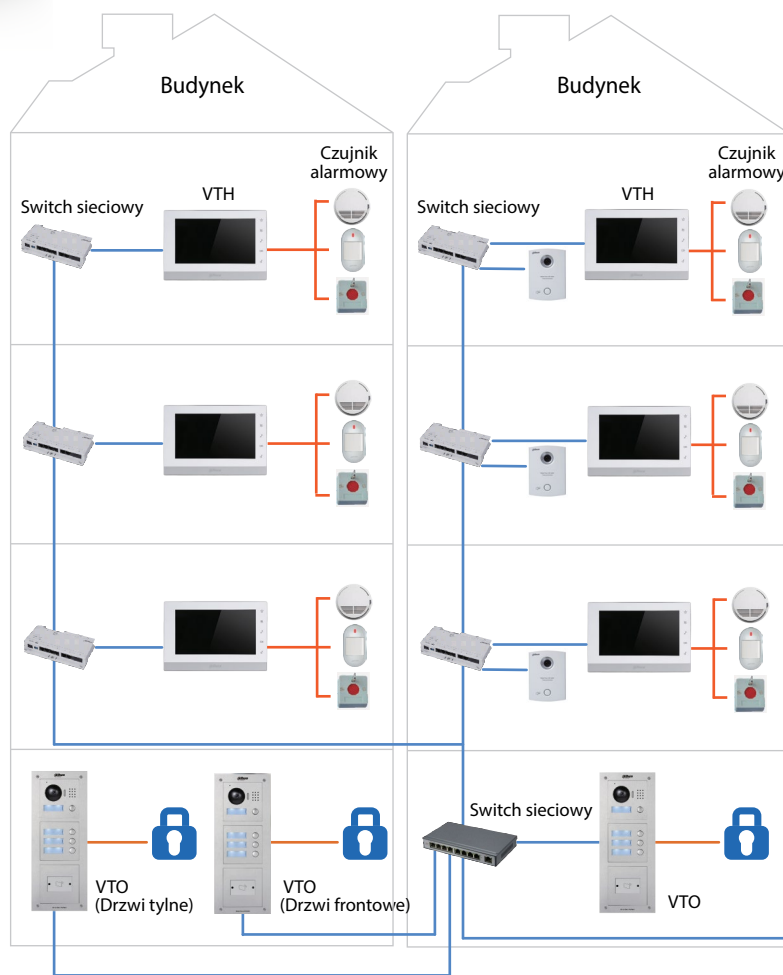 Budynek
Budynek
Czujnik
alarmowy
VTH
Switch sieciowy
Czujnik
alarmowy
VTH
Switch sieciowy
Switch sieciowy
VTO
(Drzwi tylne)
VTO
(Drzwi frontowe)
VTO